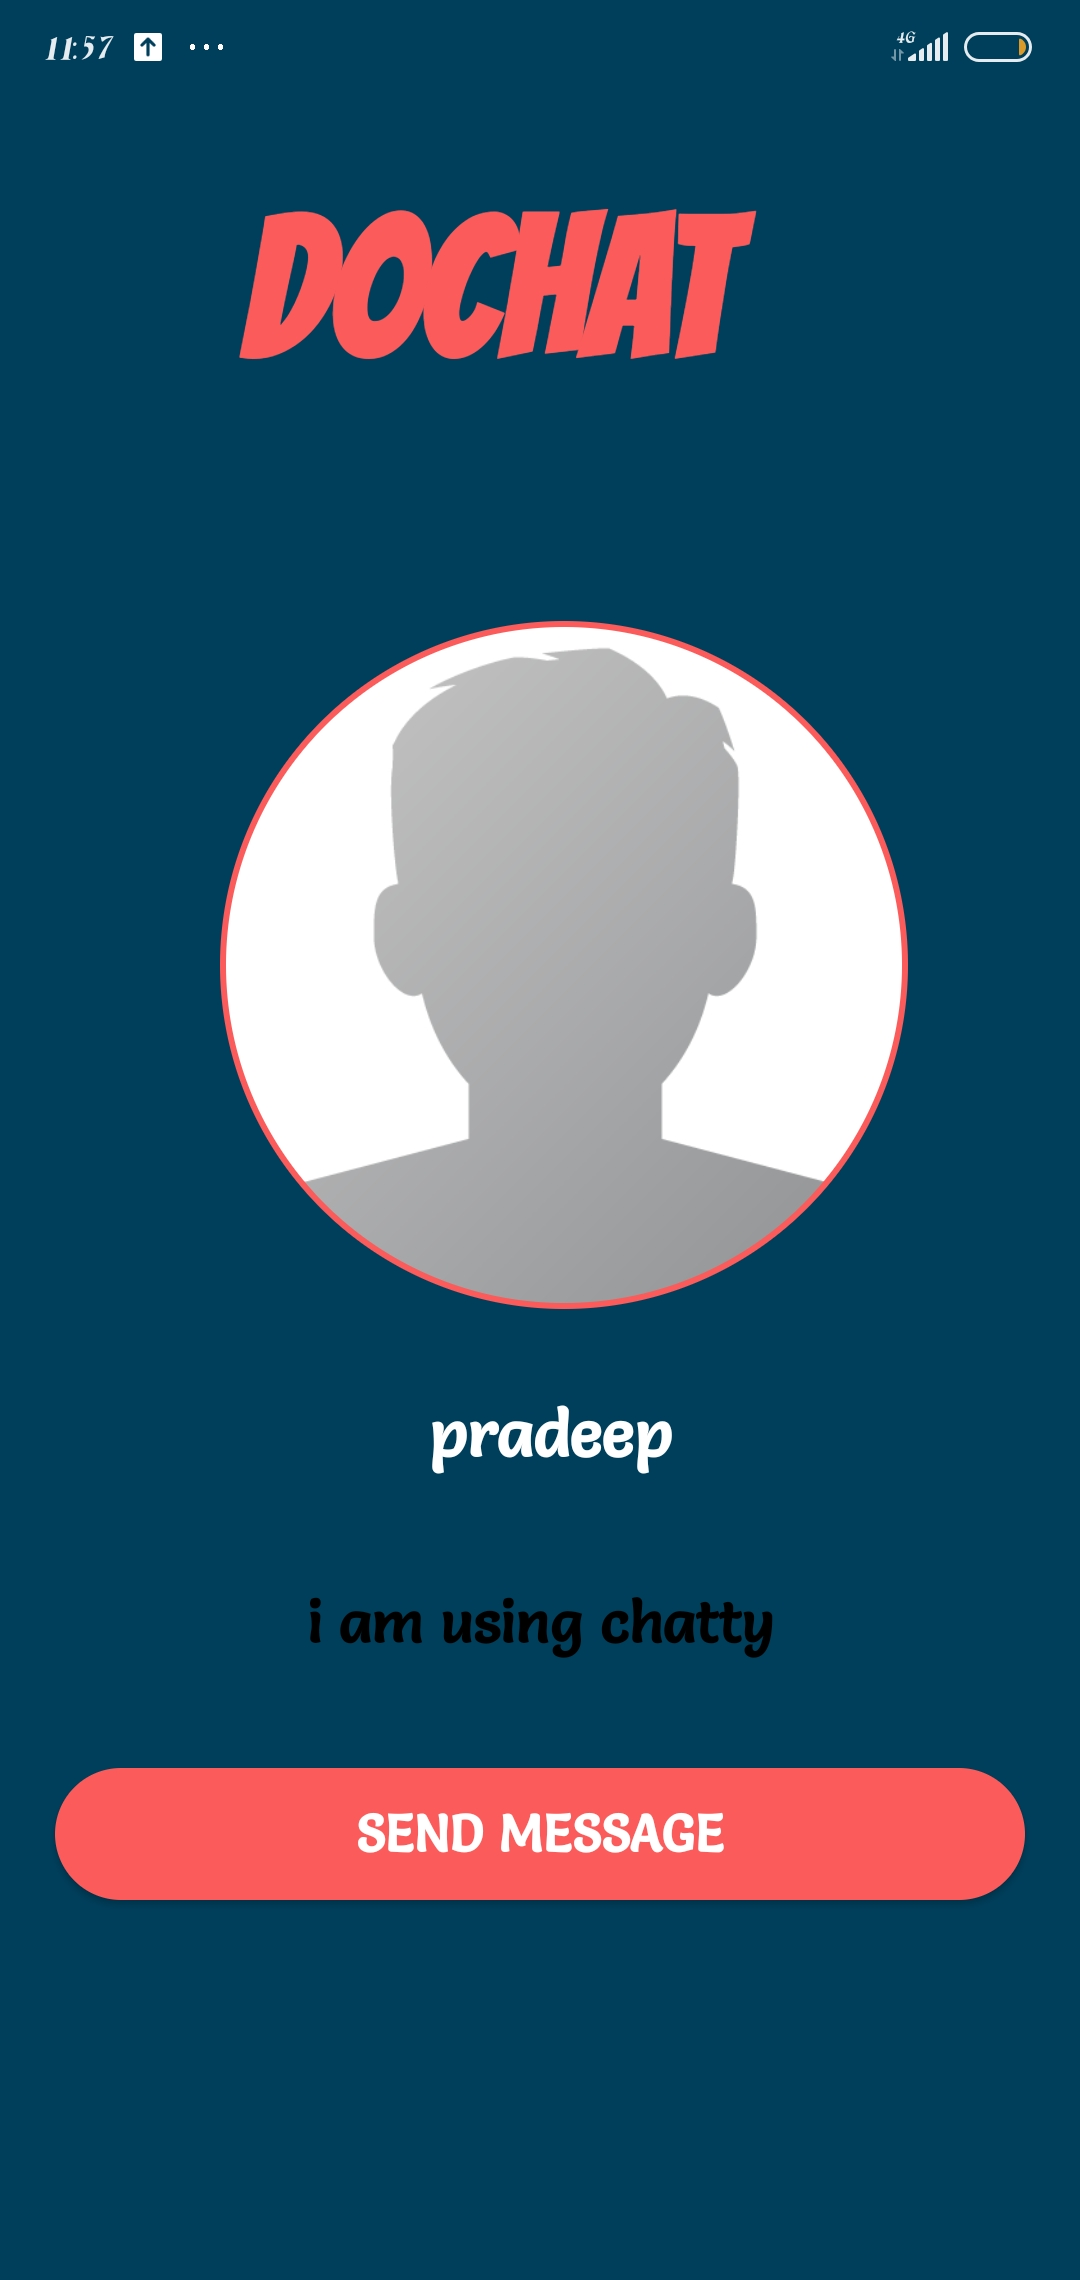 11:57
4G
DOCHAT
pradeep
i am using chatty
SEND MESSAGE